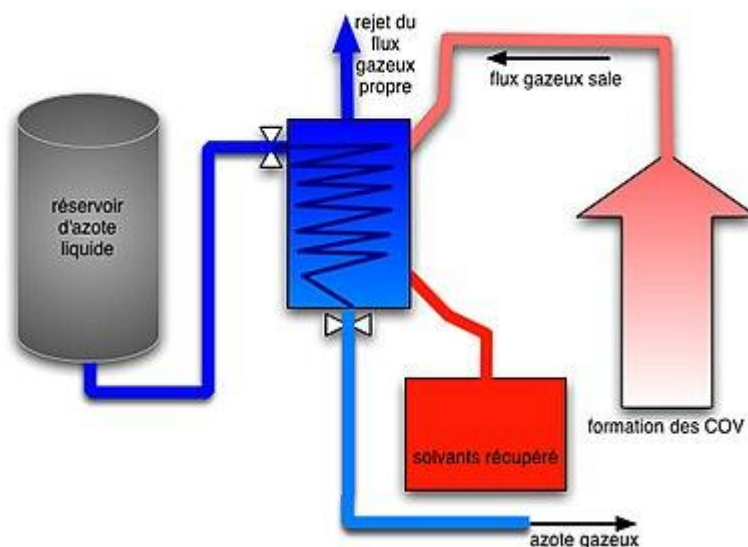 rejet du
flux
gazeux
propre
flux gazeux sale
réservoir
d'azote
liquide
solvants récupéré
formation des COV
azote gazeux